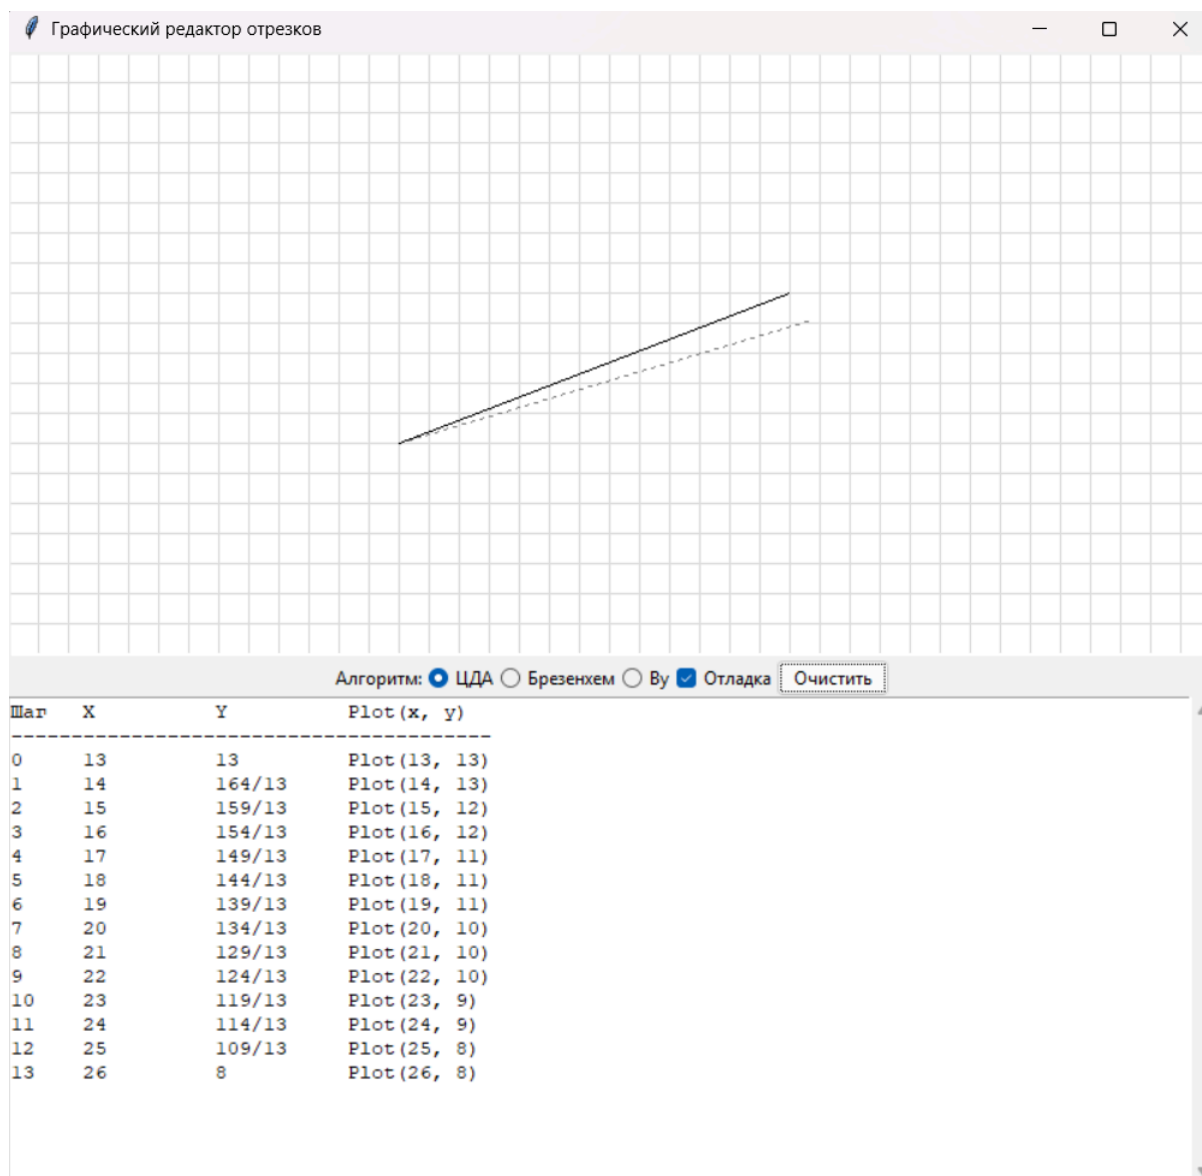 Графический редактор отрезков
Алгоритм: ЦДА Брезенхем Ву Отладка Очистить
Шаг X Y Plot(x, y)
----------------------------------------
0 13 13 Plot(13, 13)
1 14 164/13 Plot(14, 13)
2 15 159/13 Plot(15, 12)
3 16 154/13 Plot(16, 12)
4 17 149/13 Plot(17, 11)
5 18 144/13 Plot(18, 11)
6 19 139/13 Plot(19, 11)
7 20 134/13 Plot(20, 10)
8 21 129/13 Plot(21, 10)
9 22 124/13 Plot(22, 10)
10 23 119/13 Plot(23, 9)
11 24 114/13 Plot(24, 9)
12 25 109/13 Plot(25, 8)
13 26 8 Plot(26, 8)